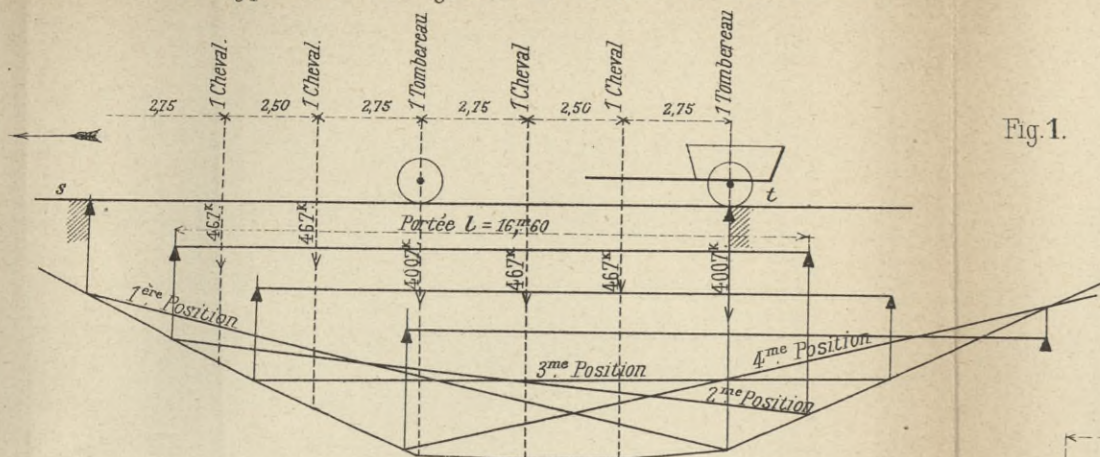 1 Cheval.
1 Cheval.
1 Tombereau
1 Cheval
1 Cheval
1 Tombereau
2,75
2,50
2,75
2,75
2,50
2,75
Fig.1.
s
t
Portée l = 16,m60
467K
467K
4007K
467K
467K
4007K
1ère Position
4me Position
3me Position
2me Position